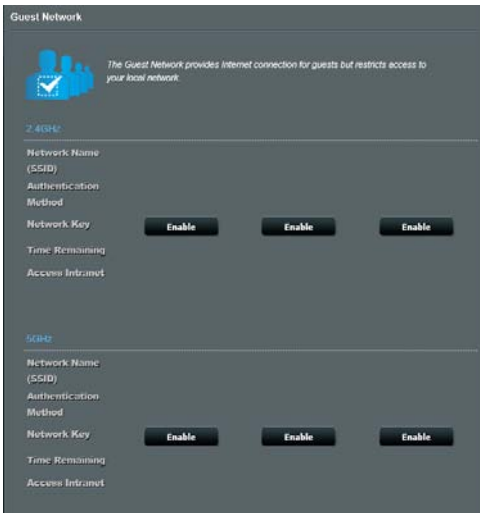 Guest Network
The Guest Network provides Internet connection for guests but restricts access to
your local network.
2.4GHz
Network Name
(SSID)
Authentication
Method
Network Key Enable Enable Enable
Time Remaining
Access Intranet
5GHz
Network Name
(SSID)
Authentication
Method
Network Key Enable Enable Enable
Time Remaining
Access Intranet